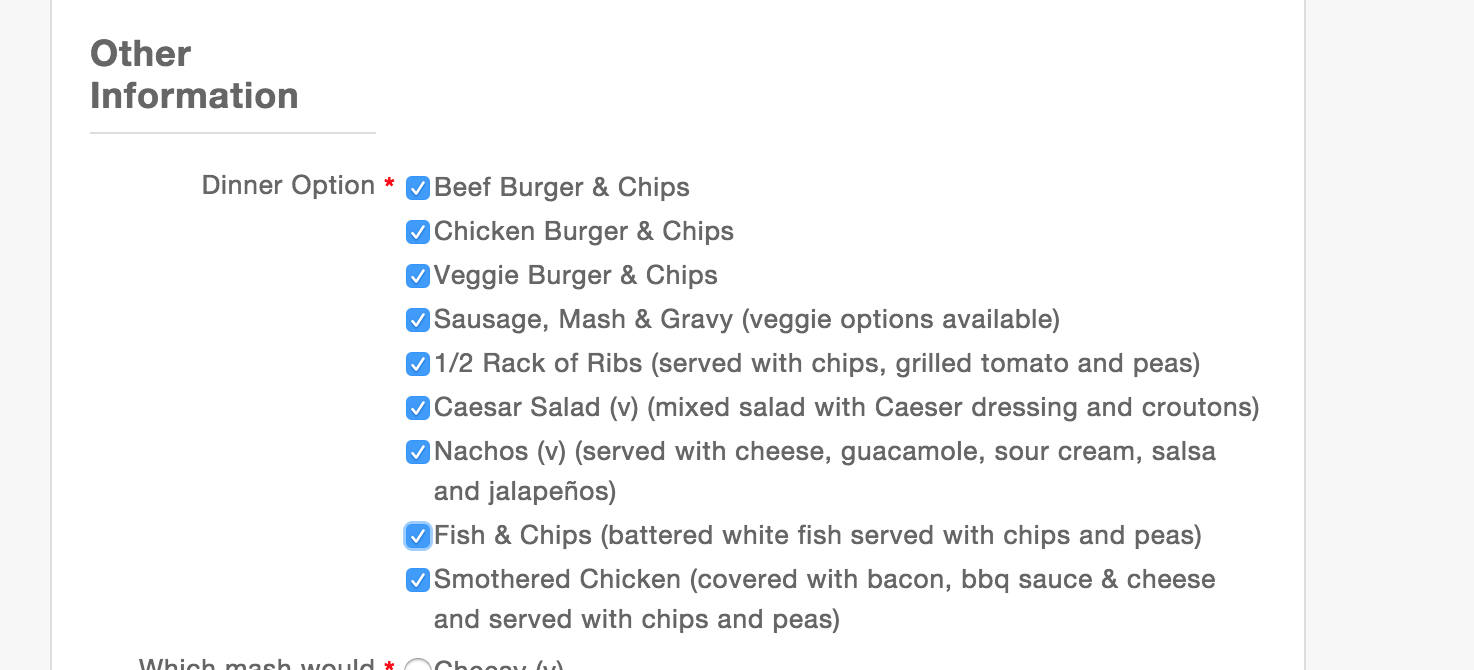 Other
Information
Dinner Option * Beef Burger & Chips
Chicken Burger & Chips
Veggie Burger & Chips
Sausage, Mash & Gravy (veggie options available)
1/2 Rack of Ribs (served with chips, grilled tomato and peas)
Caesar Salad (v) (mixed salad with Caeser dressing and croutons)
Nachos (v) (served with cheese, guacamole, sour cream, salsa
and jalapeños)
Fish & Chips (battered white fish served with chips and peas)
Smothered Chicken (covered with bacon, bbq sauce & cheese
and served with chips and peas)
Which mash would * Cheesy (v)